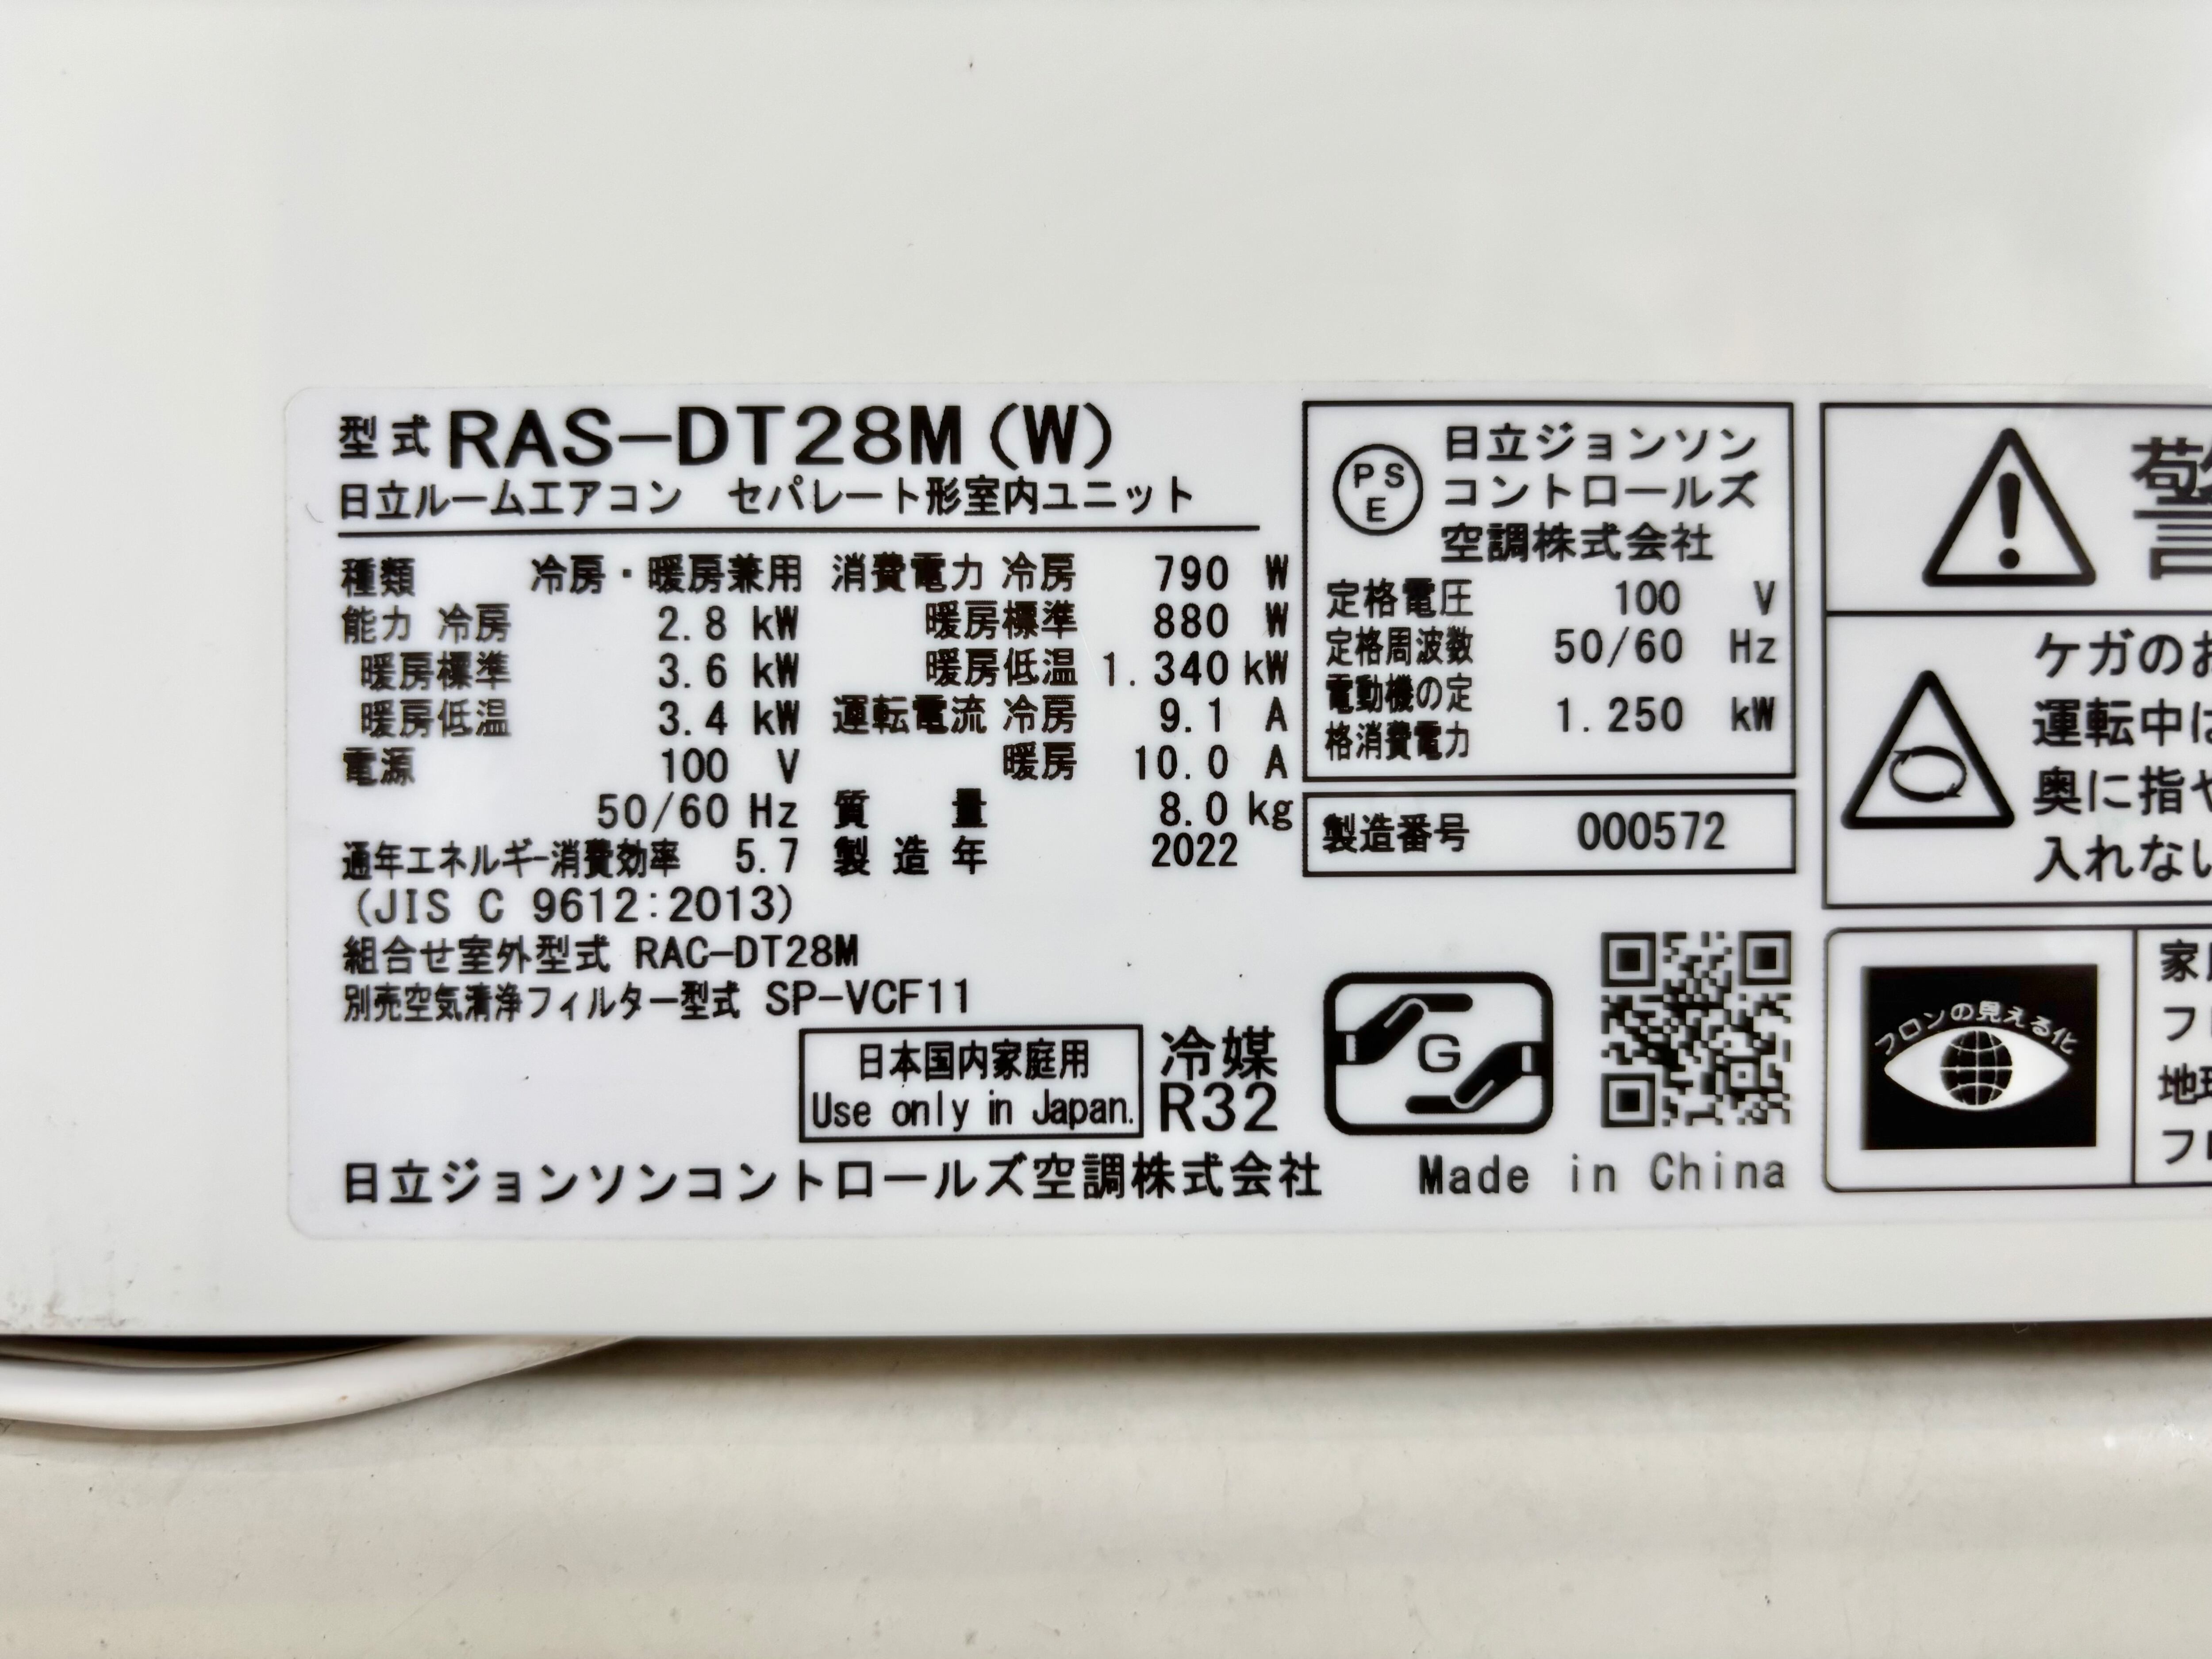 型式 RAS-DT28M(W)
日立ルームエアコン　セパレート形室内ユニット
種類 冷房・暖房兼用
能力 冷房 2.8 kW
暖房標準 3.6 kW
暖房低温 3.4 kW
電源 100 V
50/60 Hz
通年エネルギー消費効率 5.7
(JIS C 9612:2013)
消費電力 冷房 790 W
暖房標準 880 W
暖房低温 1.340 kW
運転電流 冷房 9.1 A
暖房 10.0 A
質量 8.0 kg
製造年 2022
組合せ室外型式 RAC-DT28M
別売空気清浄フィルター型式 SP-VCF11
日本国内家庭用
Use only in Japan.
冷媒
R32
日立ジョンソンコントロールズ空調株式会社
PSE
日立ジョンソン
コントロールズ
空調株式会社
定格電圧 100 V
定格周波数 50/60 Hz
電動機の定
格消費電力 1.250 kW
製造番号 000572
G
Made in China
ケガのお
運転中は
奥に指や
入れない
フロンの見える化